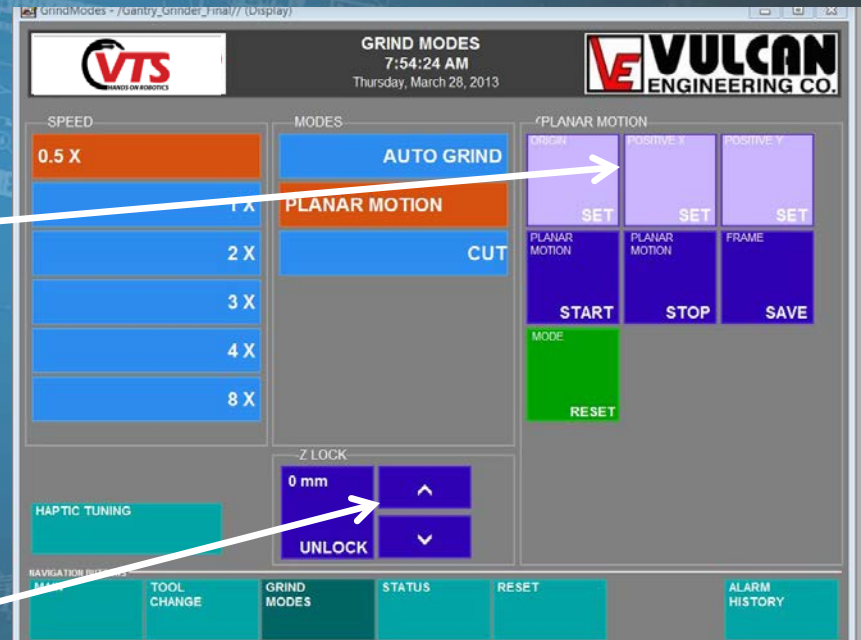 GrindModes - /Gantry_Grinder_Final// (Display)
VTS
HANDS ON ROBOTICS
GRIND MODES
7:54:24 AM
Thursday, March 28, 2013
VE VULCAN
ENGINEERING CO.
SPEED
0.5 X
1 X
2 X
3 X
4 X
8 X
HAPTIC TUNING
MODES
AUTO GRIND
PLANAR MOTION
CUT
Z LOCK
0 mm
UNLOCK
PLANAR MOTION
ORIGIN
SET
POSITIVE X
SET
POSITIVE Y
SET
PLANAR
MOTION
START
PLANAR
MOTION
STOP
FRAME
SAVE
MODE
RESET
NAVIGATION BUTTONS
MAIN
TOOL
CHANGE
GRIND
MODES
STATUS
RESET
ALARM
HISTORY